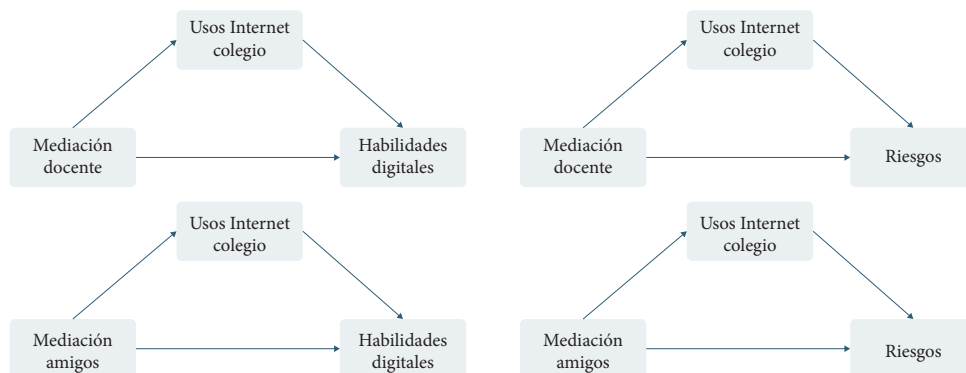 Usos Internet
colegio
Usos Internet
colegio
Mediación
docente
Habilidades
digitales
Mediación
docente
Riesgos
Usos Internet
colegio
Usos Internet
colegio
Mediación
amigos
Habilidades
digitales
Mediación
amigos
Riesgos